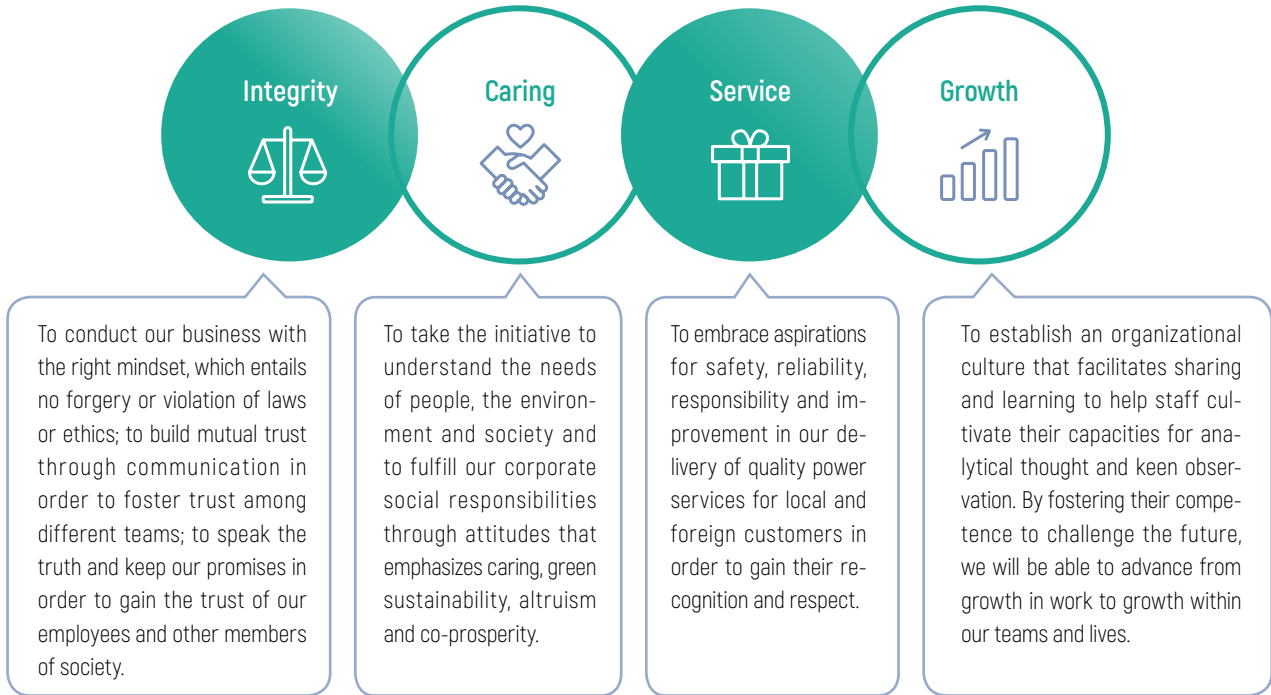 Integrity
Caring
Service
Growth
To conduct our business with
the right mindset, which entails
no forgery or violation of laws
or ethics; to build mutual trust
through communication in
order to foster trust among
different teams; to speak the
truth and keep our promises in
order to gain the trust of our
employees and other members
of society.
To take the initiative to
understand the needs
of people, the environ-
ment and society and
to fulfill our corporate
social responsibilities
through attitudes that
emphasizes caring, green
sustainability, altruism
and co-prosperity.
To embrace aspirations
for safety, reliability,
responsibility and im-
provement in our de-
livery of quality power
services for local and
foreign customers in
order to gain their re-
cognition and respect.
To establish an organizational
culture that facilitates sharing
and learning to help staff cul-
tivate their capacities for ana-
lytical thought and keen obser-
vation. By fostering their compe-
tence to challenge the future,
we will be able to advance from
growth in work to growth within
our teams and lives.